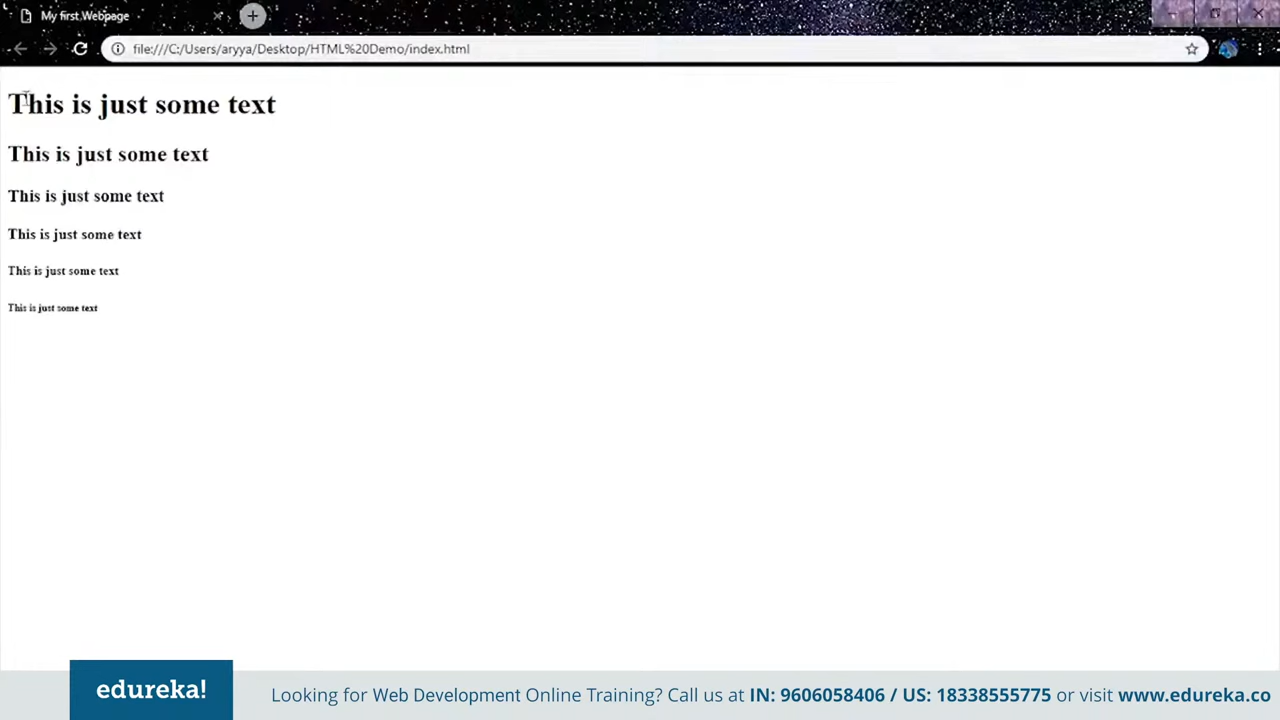 My first Webpage
file:///C:/Users/aryya/Desktop/HTML%20Demo/index.html
This is just some text
This is just some text
This is just some text
This is just some text
This is just some text
This is just some text
edureka!
Looking for Web Development Online Training? Call us at IN: 9606058406 / US: 18338555775 or visit www.edureka.co